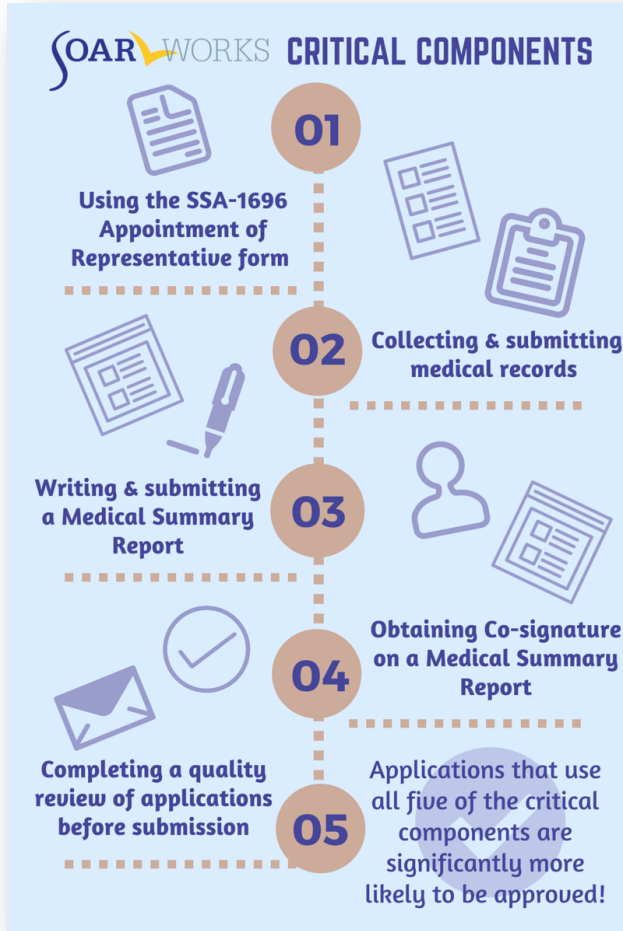 SOAR WORKS CRITICAL COMPONENTS
01
Using the SSA-1696
Appointment of
Representative form
02
Collecting & submitting
medical records
03
Writing & submitting
a Medical Summary
Report
04
Obtaining Co-signature
on a Medical Summary
Report
05
Completing a quality
review of applications
before submission
Applications that use
all five of the critical
components are
significantly more
likely to be approved!